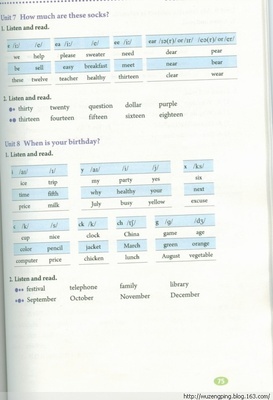 Unit 7 How much are these socks?
1. Listen and read.
e /iː/ /e/ ea /iː/ /e/ ee /iː/ ear /ɪə(r)/ or /ɪr/ /eə(r)/ or /er/
we help please sweater need dear pear
be sell easy breakfast meet near bear
these twelve teacher healthy thirteen clear wear
2. Listen and read.
thirty twenty question dollar purple
thirteen fourteen fifteen sixteen eighteen
Unit 8 When is your birthday?
1. Listen and read.
i /aɪ/ /ɪ/ y /aɪ/ /i/ /j/ x /ks/
ice trip my party yes six
time fifth why healthy your next
price milk July busy yellow excuse
c /k/ /s/ ck /k/ ch /tʃ/ g /g/ /dʒ/
cup nice clock China game age
color pencil jacket March green orange
computer price chicken lunch August vegetable
2. Listen and read.
festival telephone family library
September October November December
75
http://wuzengping.blog.163.com/